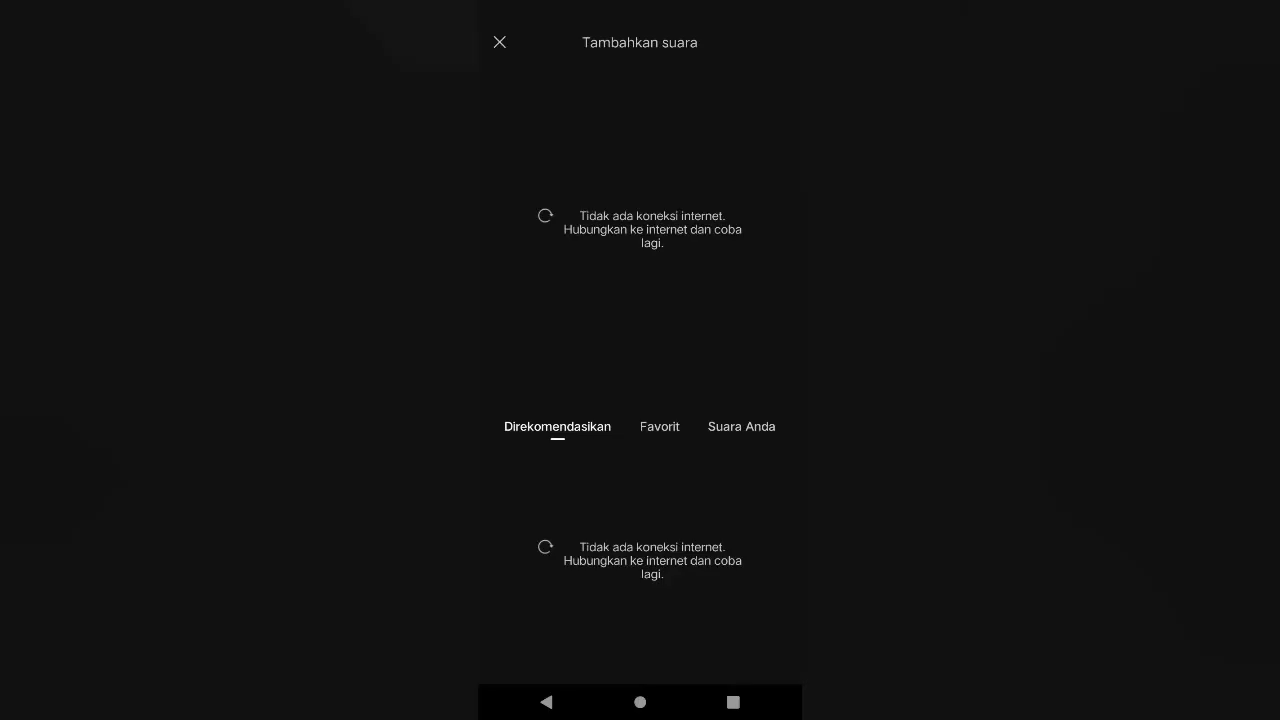 Tambahkan suara
Tidak ada koneksi internet.
Hubungkan ke internet dan coba
lagi.
Direkomendasikan Favorit Suara Anda
Tidak ada koneksi internet.
Hubungkan ke internet dan coba
lagi.